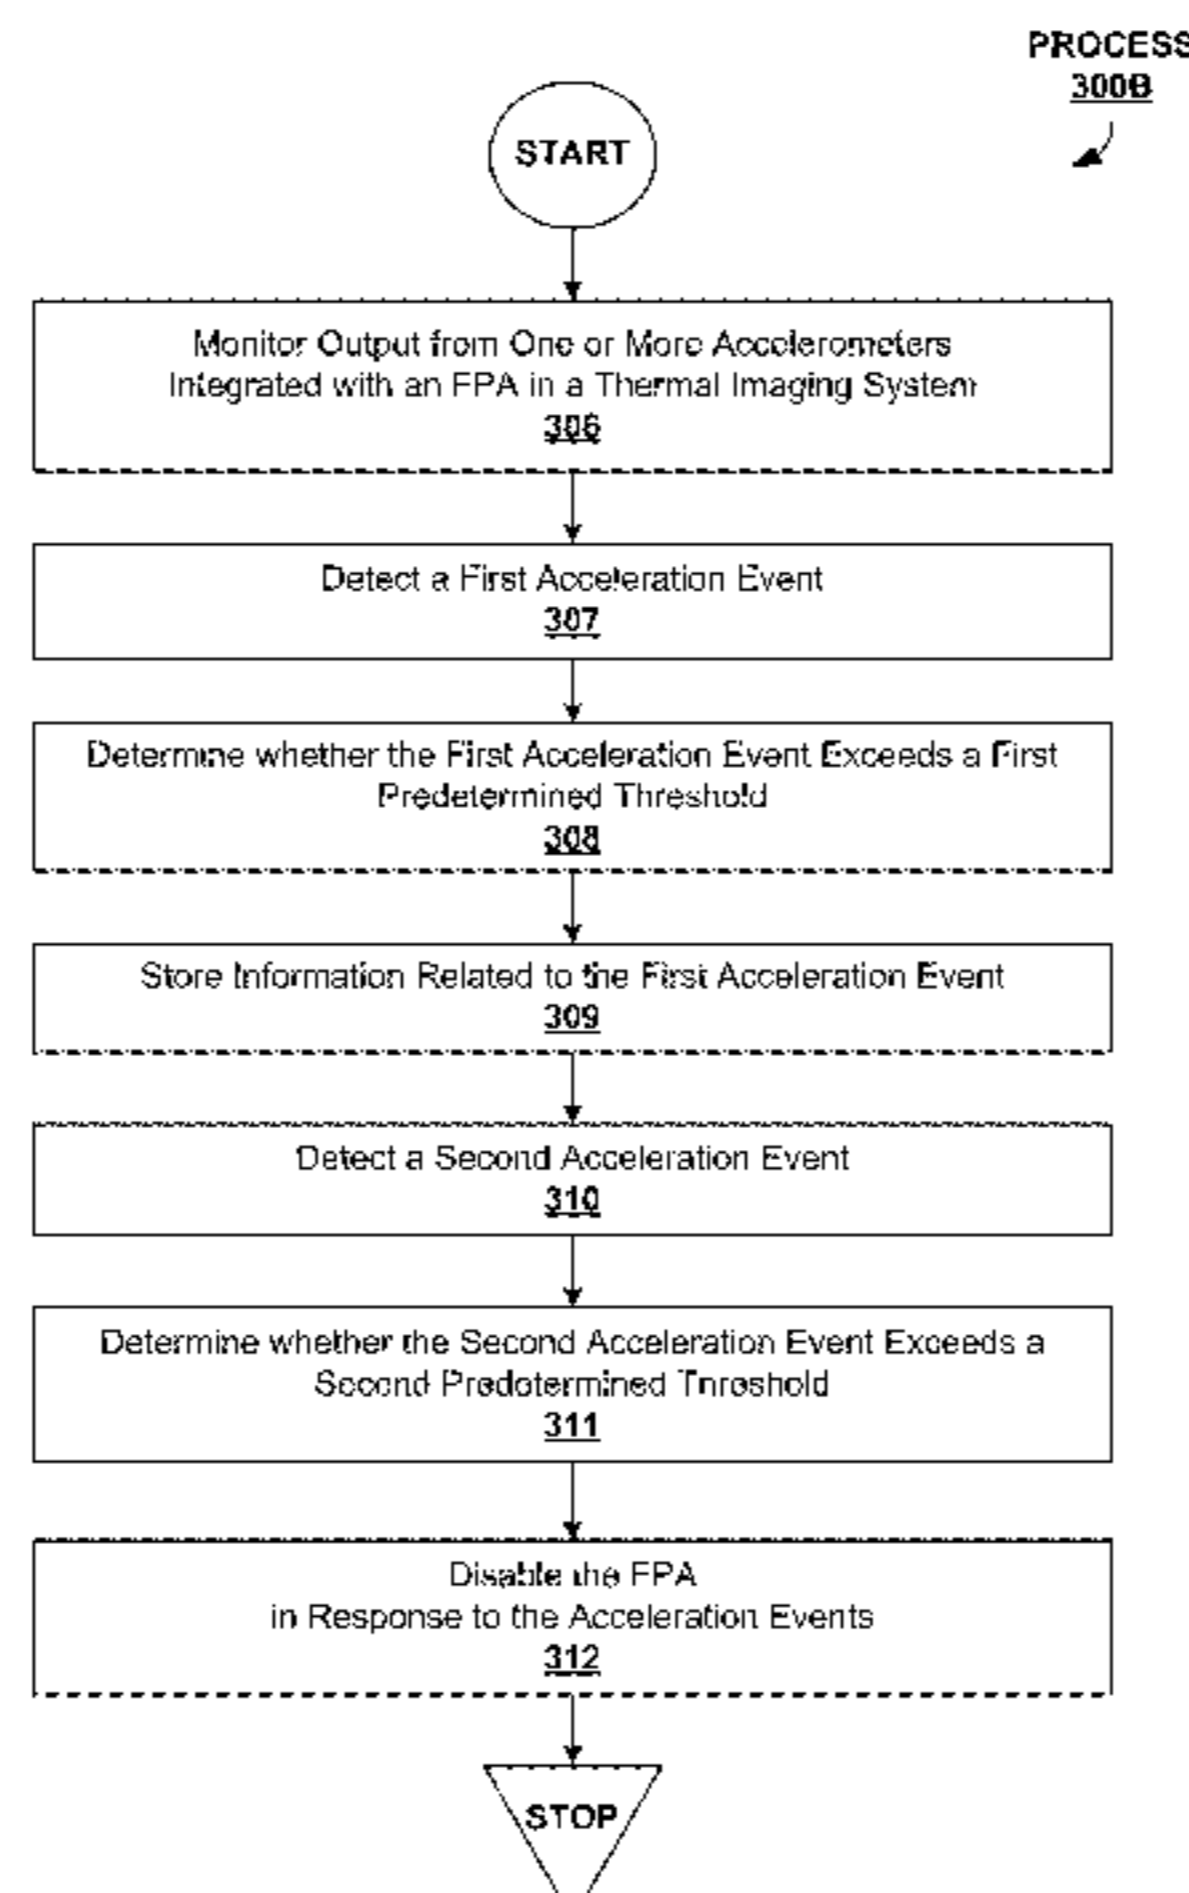 PROCESS
300B
START
Monitor Output from One or More Accelerometers
Integrated with an FPA in a Thermal Imaging System
306
Detect a First Acceleration Event
307
Determine whether the First Acceleration Event Exceeds a First
Predetermined Threshold
308
Store Information Related to the First Acceleration Event
309
Detect a Second Acceleration Event
310
Determine whether the Second Acceleration Event Exceeds a
Second Predetermined Threshold
311
Disable the FPA
in Response to the Acceleration Events
312
STOP